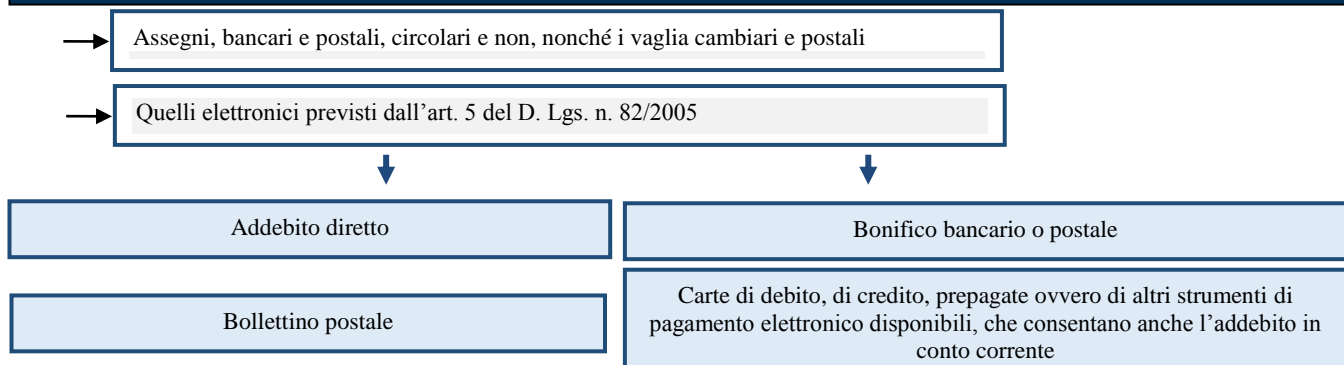 Assegni, bancari e postali, circolari e non, nonché i vaglia cambiari e postali
Quelli elettronici previsti dall'art. 5 del D. Lgs. n. 82/2005
Addebito diretto
Bonifico bancario o postale
Bollettino postale
Carte di debito, di credito, prepagate ovvero di altri strumenti di
pagamento elettronico disponibili, che consentano anche l'addebito in
conto corrente